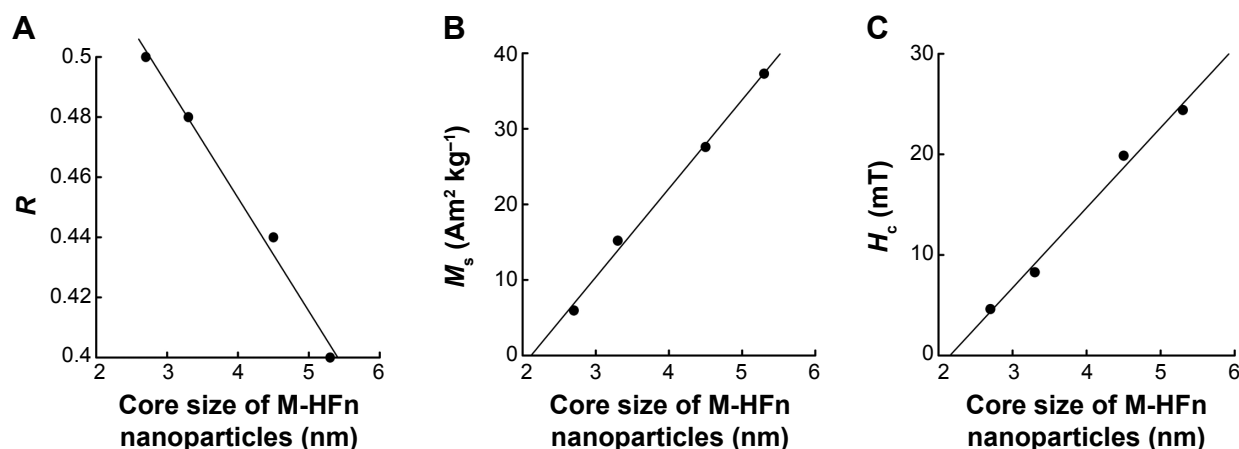 A
0.5
0.48
0.46
0.44
0.42
0.4
R
2 3 4 5 6
Core size of M-HFn
nanoparticles (nm)
B
40
30
20
10
0
Ms (Am² kg⁻¹)
2 3 4 5 6
Core size of M-HFn
nanoparticles (nm)
C
30
20
10
0
Hc (mT)
2 3 4 5 6
Core size of M-HFn
nanoparticles (nm)